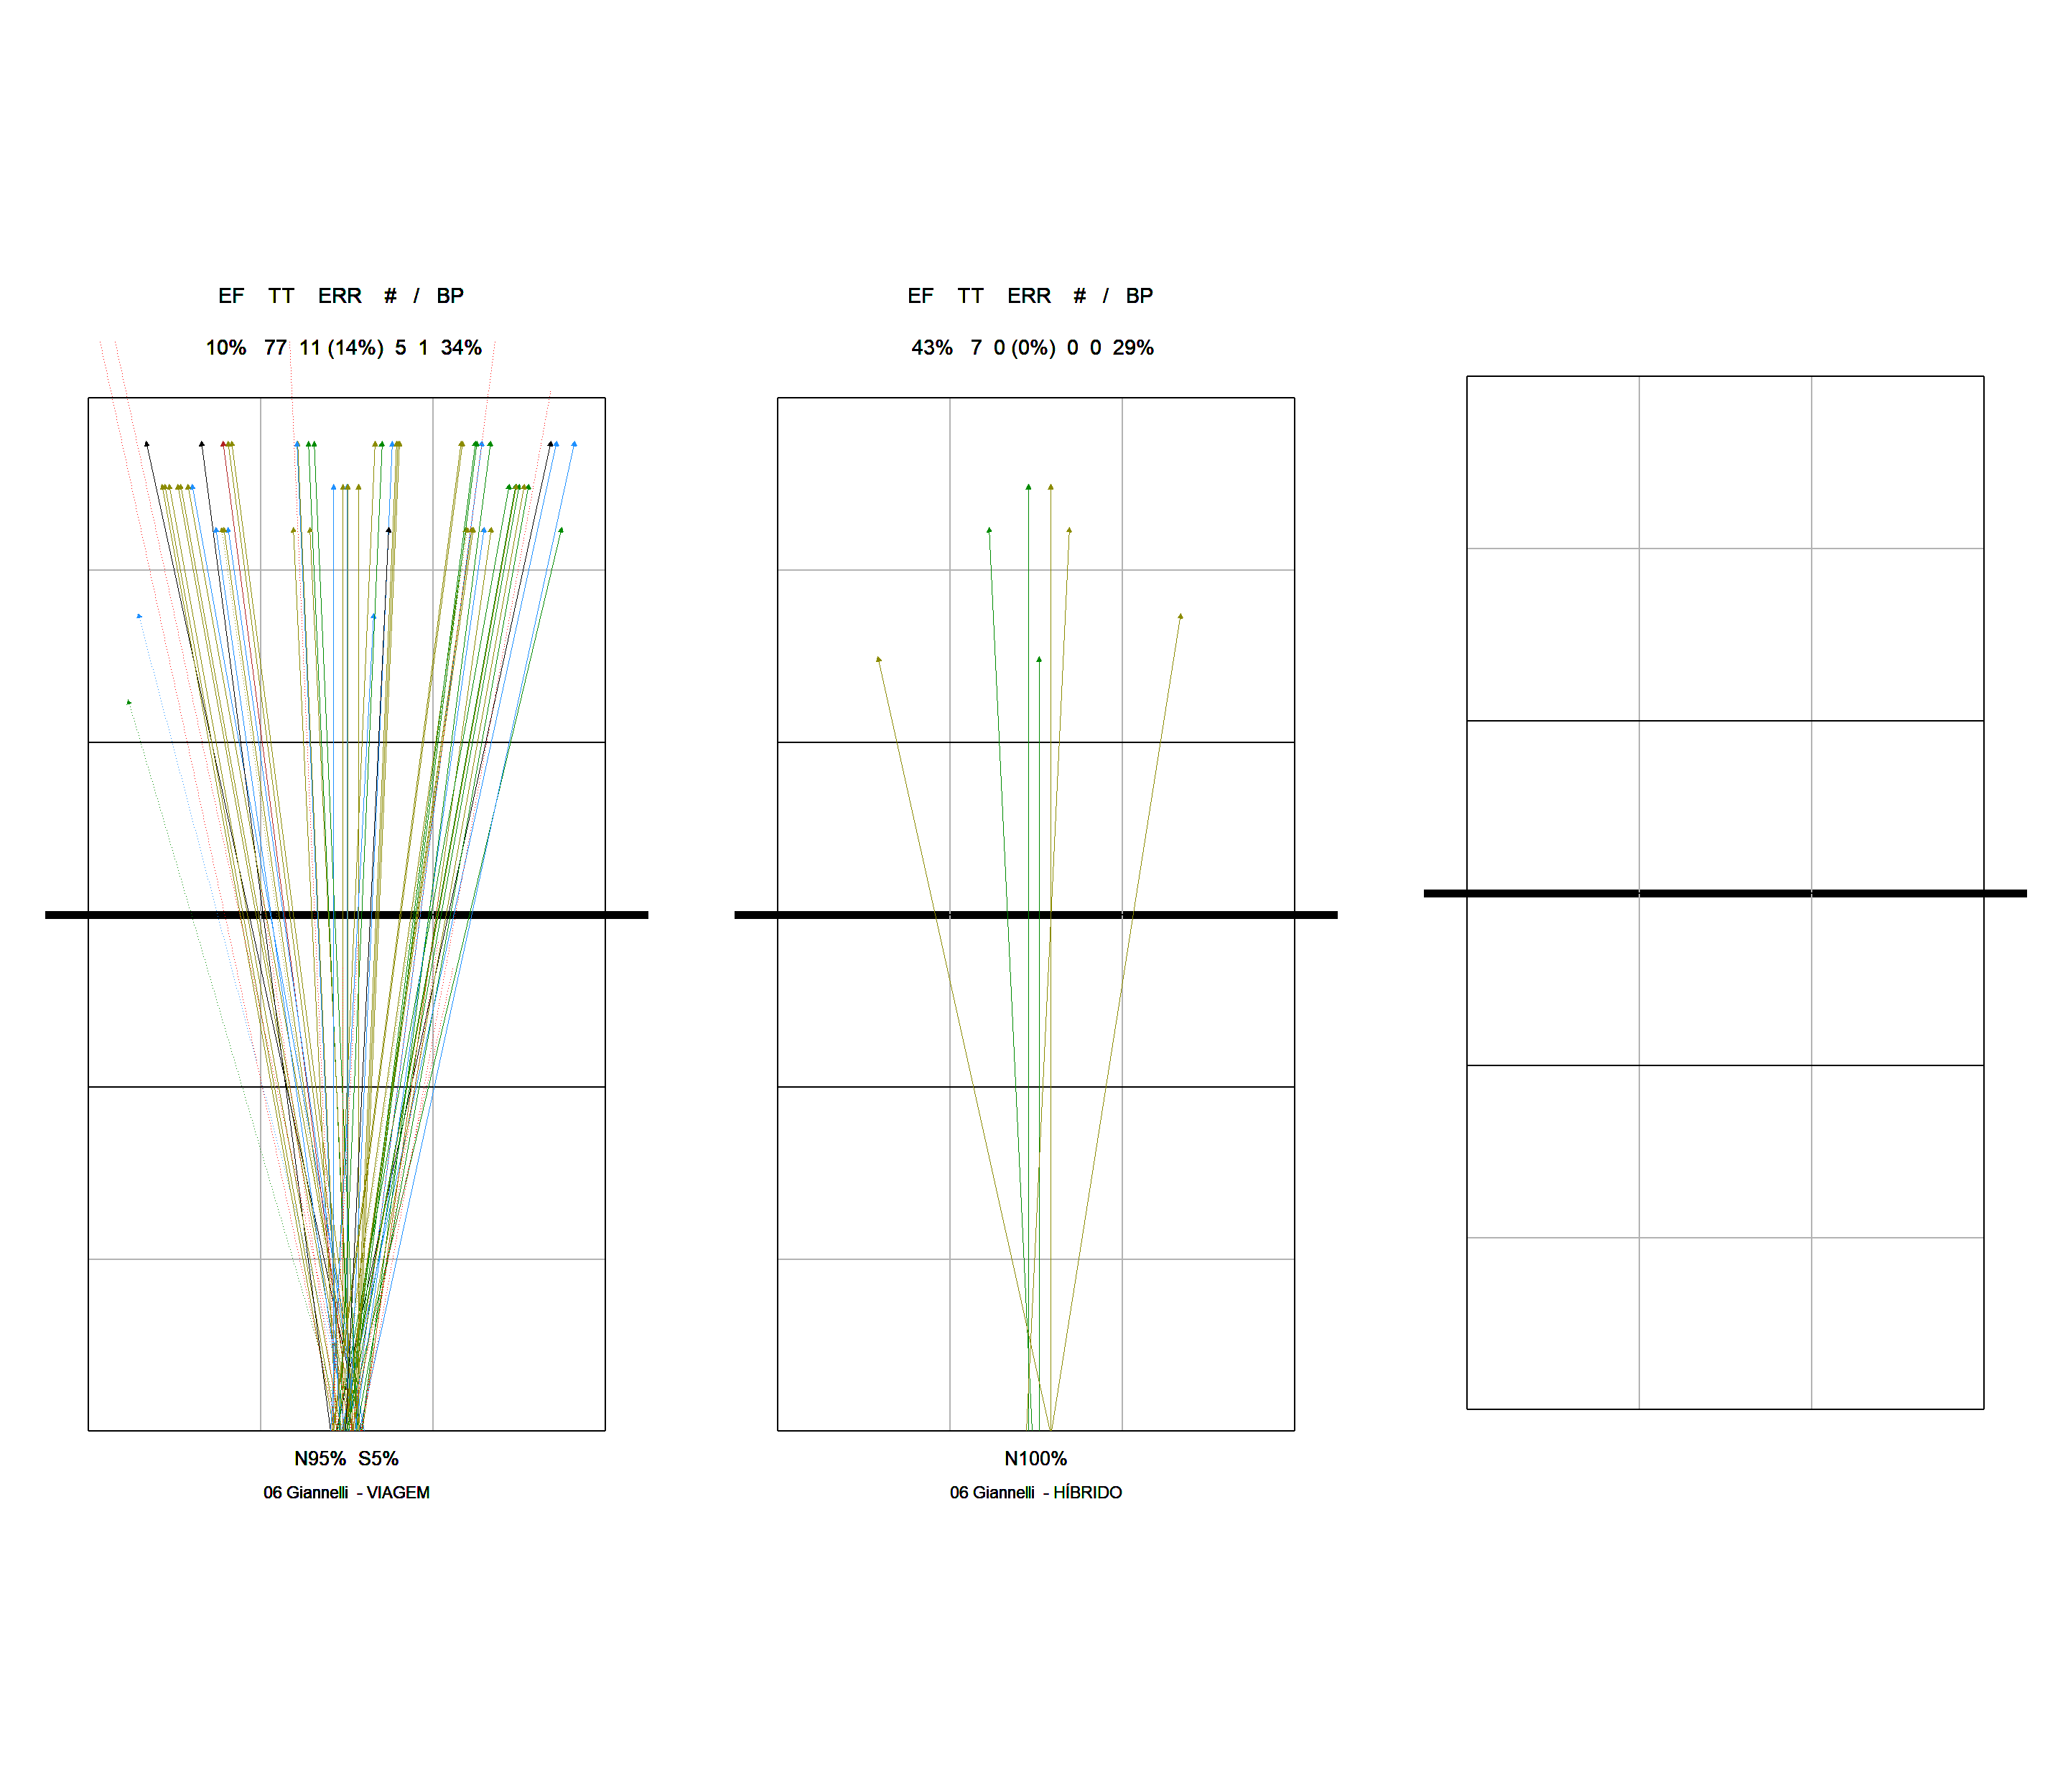 EF TT ERR # / BP
10% 77 11 (14%) 5 1 34%
N95% S5%
06 Giannelli - VIAGEM
EF TT ERR # / BP
43% 7 0 (0%) 0 0 29%
N100%
06 Giannelli - HÍBRIDO